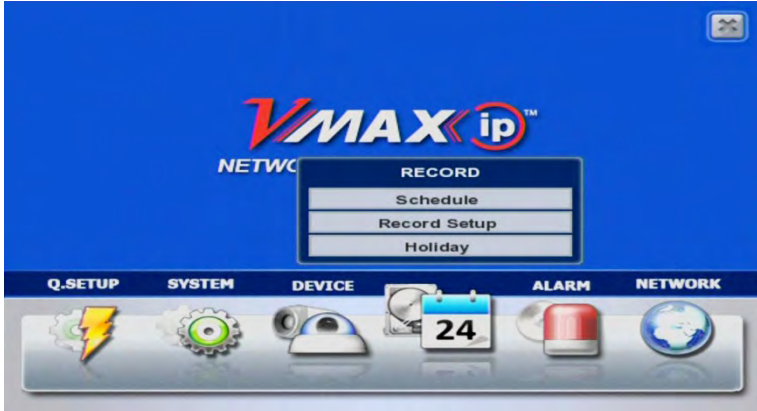 VMAX ip™
NETWO
RECORD
Schedule
Record Setup
Holiday
Q.SETUP SYSTEM DEVICE ALARM NETWORK
24